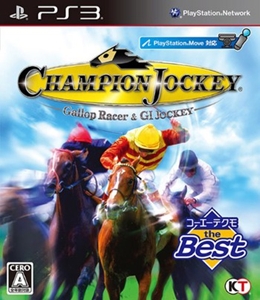 PS3
PlayStation®Network
PlayStation®Move 対応
CHAMPION JOCKEY®
Gallop Racer & GI JOCKEY
コーエーテクモ
the
Best
CERO
A
KT